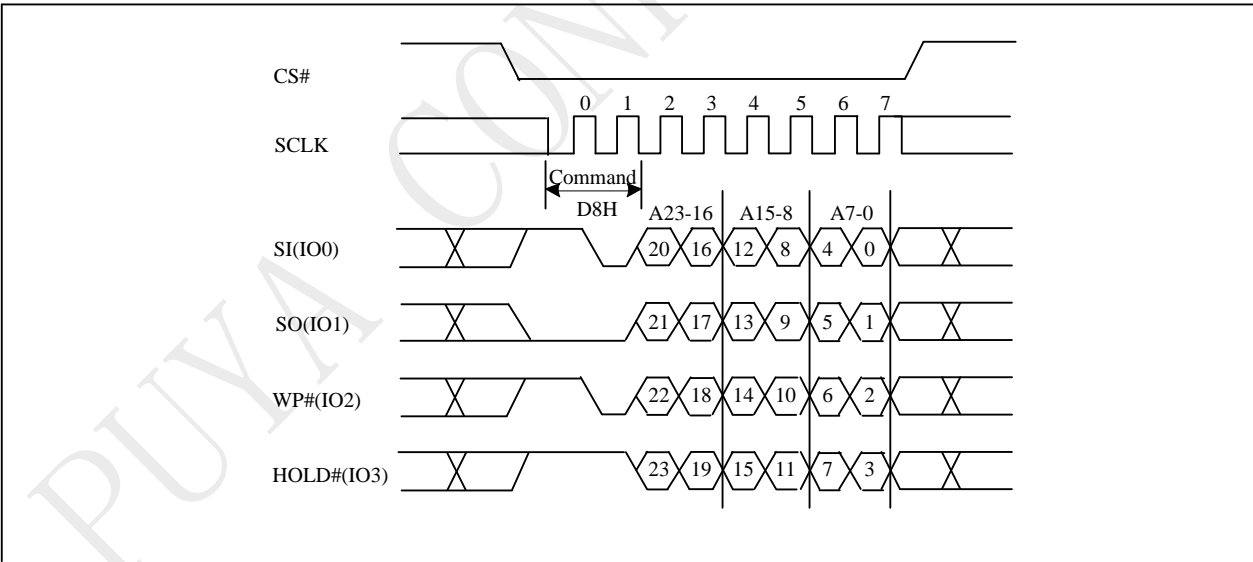 CS#
0 1 2 3 4 5 6 7
SCLK
Command
D8H
A23-16 A15-8 A7-0
SI(IO0) 20 16 12 8 4 0
SO(IO1) 21 17 13 9 5 1
WP#(IO2) 22 18 14 10 6 2
HOLD#(IO3) 23 19 15 11 7 3
PUYA CON